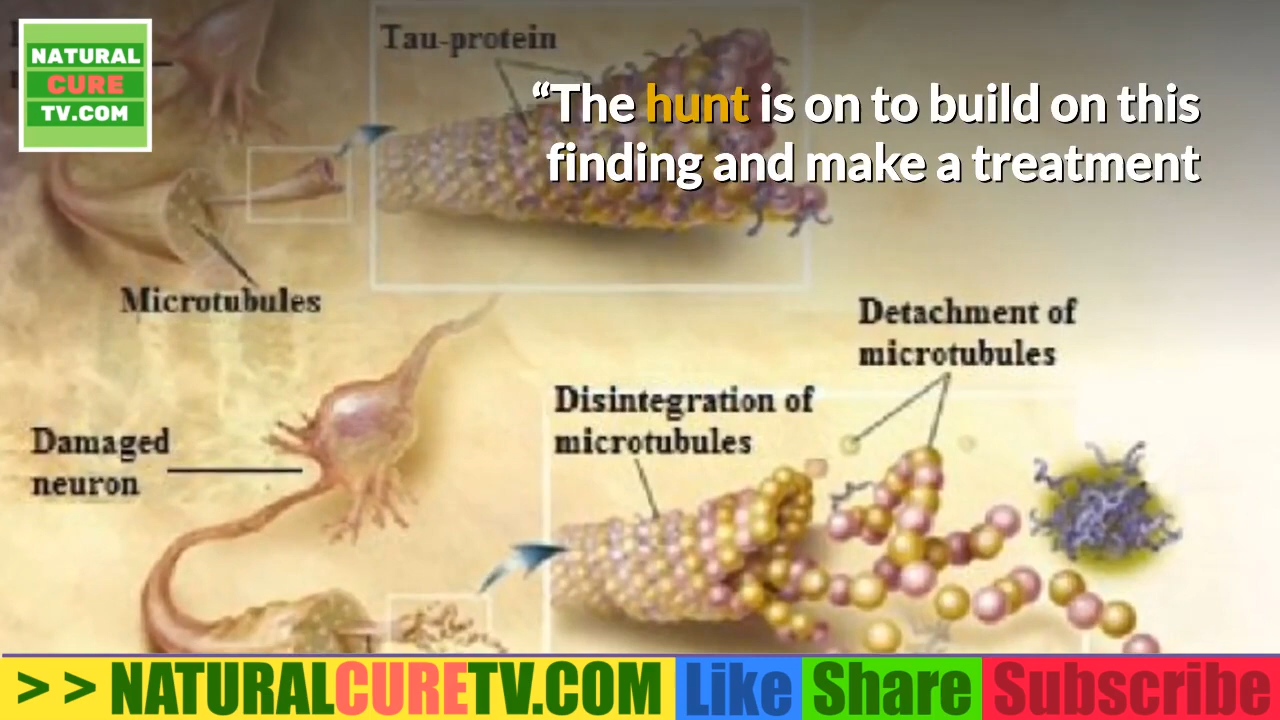 NATURAL
CURE
TV.COM
Tau-protein
“The hunt is on to build on this
finding and make a treatment
Microtubules
Detachment of
microtubules
Disintegration of
microtubules
Damaged
neuron
>> NATURALCURETV.COM Like Share Subscribe